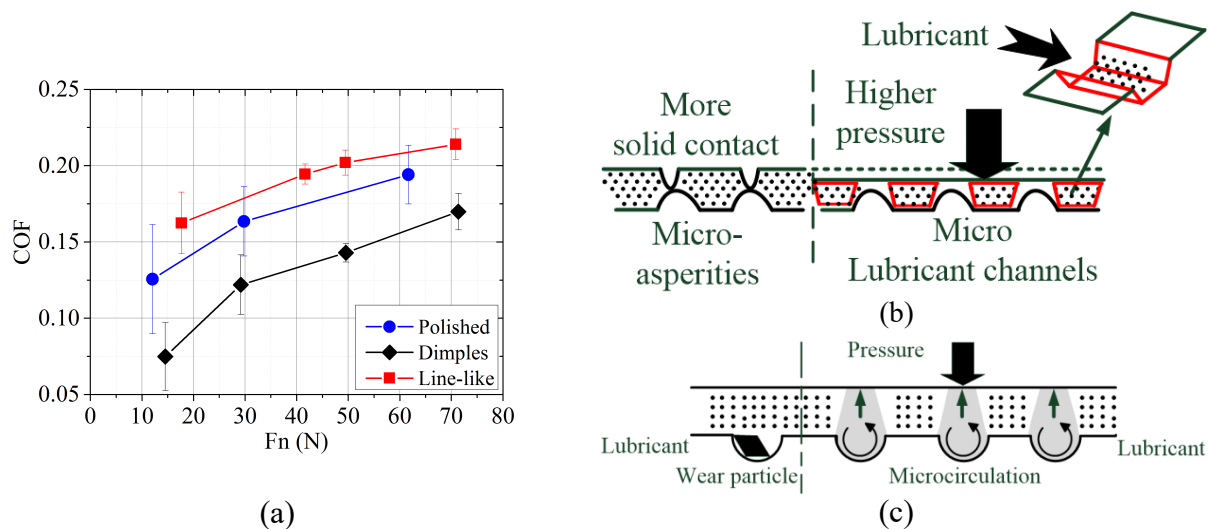 0.25
0.20
0.15
0.10
0.05
COF
0 10 20 30 40 50 60 70 80
Fn (N)
Polished
Dimples
Line-like
(a)
Lubricant
More
solid contact
Higher
pressure
Micro-
asperities
Micro
Lubricant channels
(b)
Pressure
Lubricant
Wear particle
Microcirculation
Lubricant
(c)